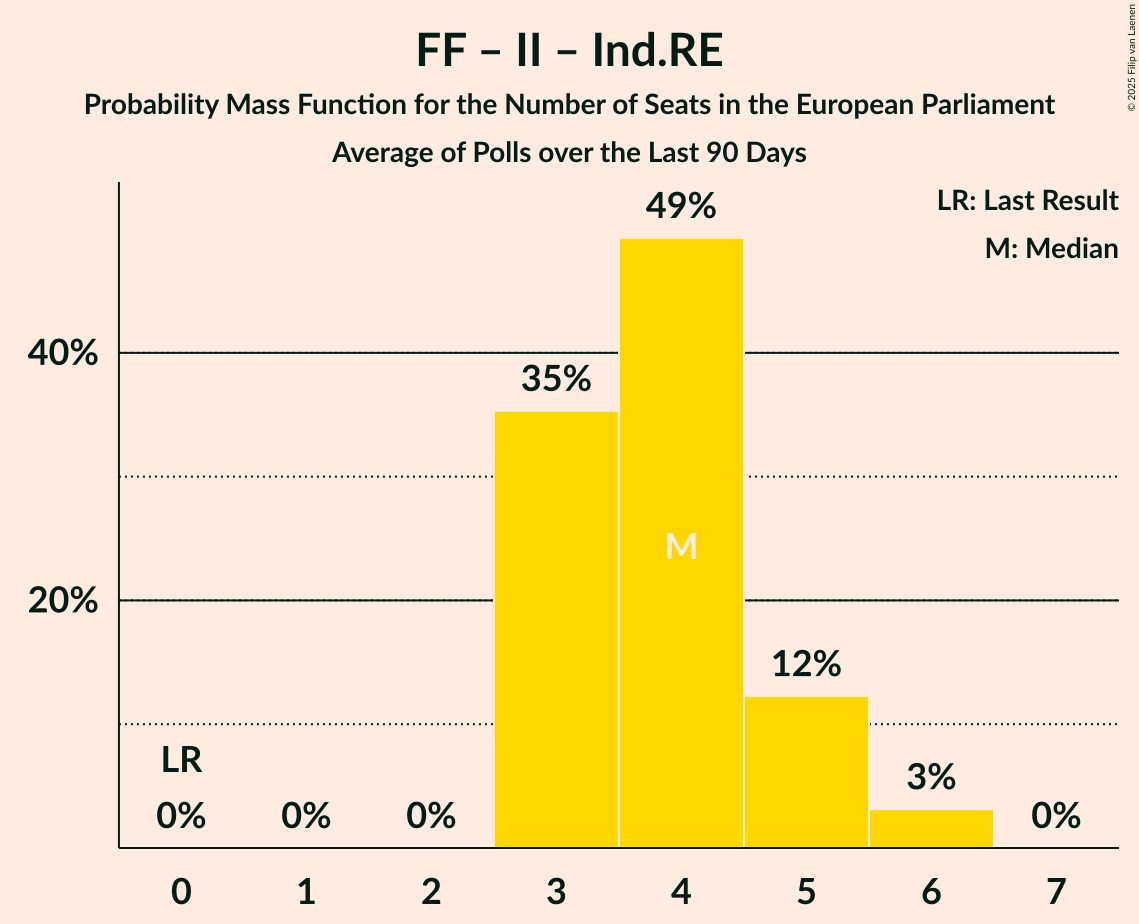 FF – II – Ind.RE
Probability Mass Function for the Number of Seats in the European Parliament
Average of Polls over the Last 90 Days
© 2025 Filip van Laenen
LR: Last Result
M: Median
49%
40%
35%
M
20%
12%
LR
3%
0%
0%
0%
0%
0
1
2
3
4
5
6
7